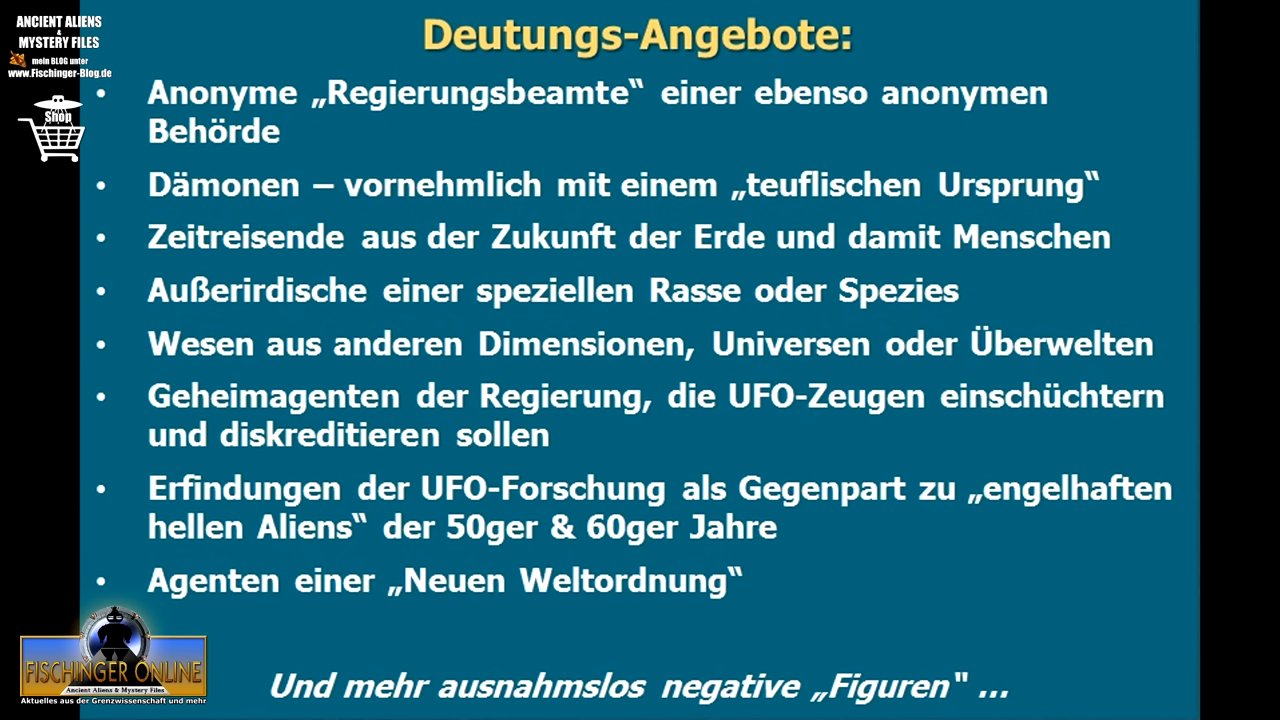 ANCIENT ALIENS
&
MYSTERY FILES
mein BLOG unter
www.Fischinger-Blog.de
Shop
Deutungs-Angebote:
• Anonyme „Regierungsbeamte‟ einer ebenso anonymen
Behörde
• Dämonen – vornehmlich mit einem „teuflischen Ursprung‟
• Zeitreisende aus der Zukunft der Erde und damit Menschen
• Außerirdische einer speziellen Rasse oder Spezies
• Wesen aus anderen Dimensionen, Universen oder Überwelten
• Geheimagenten der Regierung, die UFO-Zeugen einschüchtern
und diskreditieren sollen
• Erfindungen der UFO-Forschung als Gegenpart zu „engelhaften
hellen Aliens‟ der 50ger & 60ger Jahre
• Agenten einer „Neuen Weltordnung‟
Und mehr ausnahmslos negative „Figuren‟ ...
FISCHINGER ONLINE
Ancient Aliens & Mystery Files
Aktuelles aus der Grenzwissenschaft und mehr